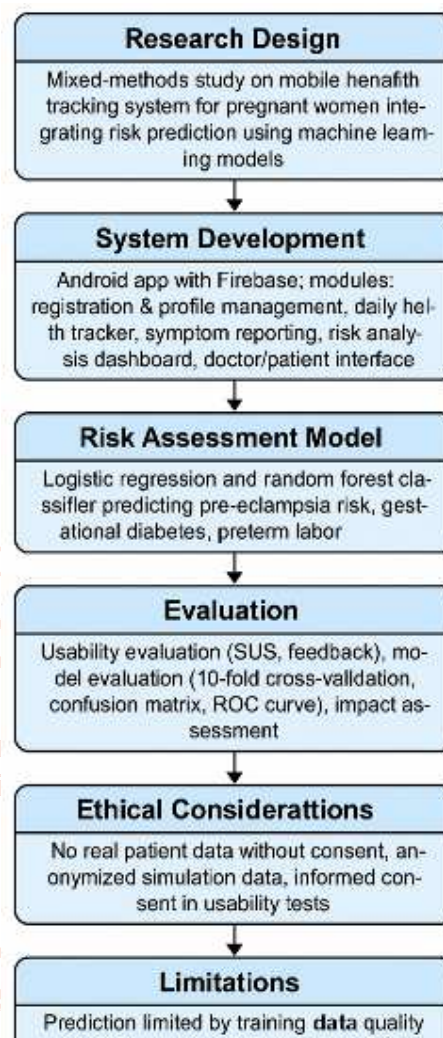 Research Design
Mixed-methods study on mobile henafith
tracking system for pregnant women inte-
grating risk prediction using machine leam-
ing models
System Development
Android app with Firebase; modules:
registration & profile management, daily hel-
th tracker, symptom reporting, risk analy-
sis dashboard, doctor/patient interface
Risk Assessment Model
Logistic regression and random forest cla-
ssifler predicting pre-eclampsia risk, gest-
ational diabetes, preterm labor
Evaluation
Usability evaluation (SUS, feedback), mo-
del evaluation (10-fold cross-valldation,
confusion matrix, ROC curve), impact as-
sessment
Ethical Considerattions
No real patient data without consent, an-
onymized simulation data, informed con-
sent in usability tests
Limitations
Prediction limited by training data quality